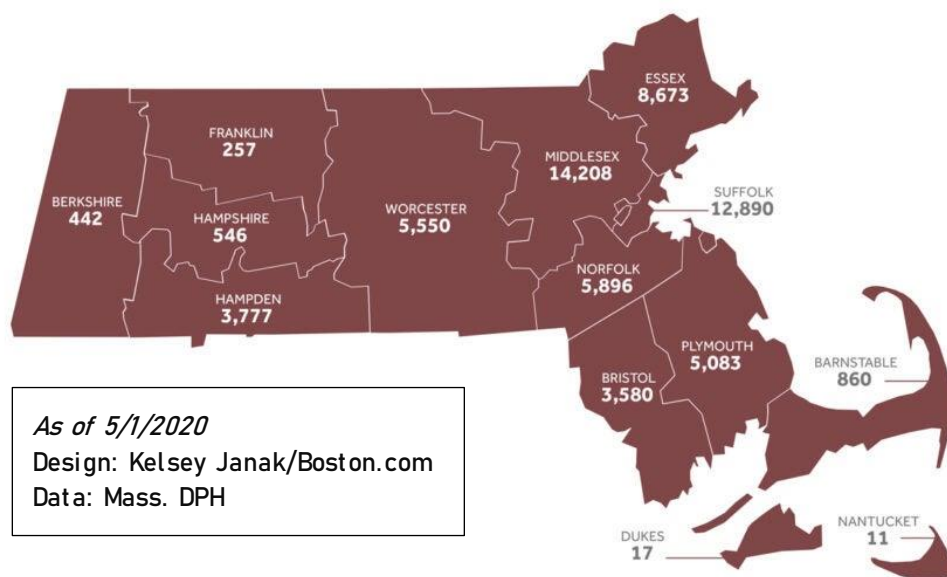 ESSEX
8,673
FRANKLIN
257
MIDDLESEX
14,208
SUFFOLK
12,890
BERKSHIRE
442
HAMPSHIRE
546
WORCESTER
5,550
NORFOLK
5,896
HAMPDEN
3,777
PLYMOUTH
5,083
BARNSTABLE
860
BRISTOL
3,580
As of 5/1/2020
Design: Kelsey Janak/Boston.com
Data: Mass. DPH
DUKES
17
NANTUCKET
11